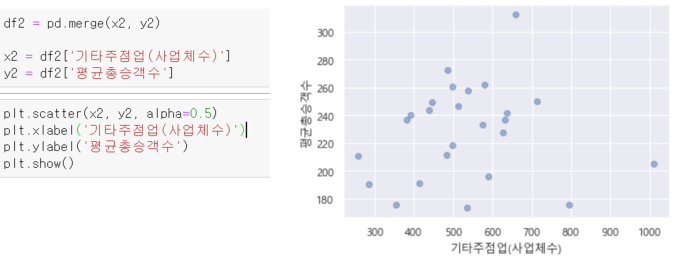 df2 = pd.merge(x2, y2)
x2 = df2['기타주점업(사업체수)']
y2 = df2['평균총승객수']
plt.scatter(x2, y2, alpha=0.5)
plt.xlabel('기타주점업(사업체수)')
plt.ylabel('평균총승객수')
plt.show()
평균총승객수
300
280
260
240
220
200
180
300 400 500 600 700 800 900 1000
기타주점업(사업체수)